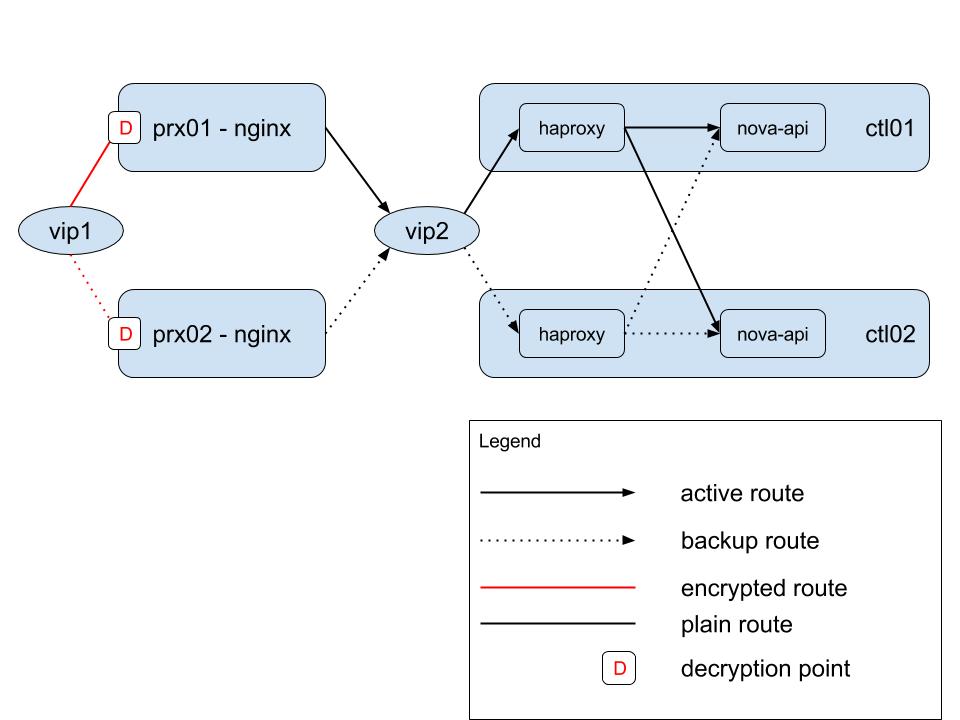 D
prx01 - nginx
haproxy
nova-api
ctl01
vip1
vip2
D
prx02 - nginx
haproxy
nova-api
ctl02
Legend
active route
backup route
encrypted route
plain route
D
decryption point